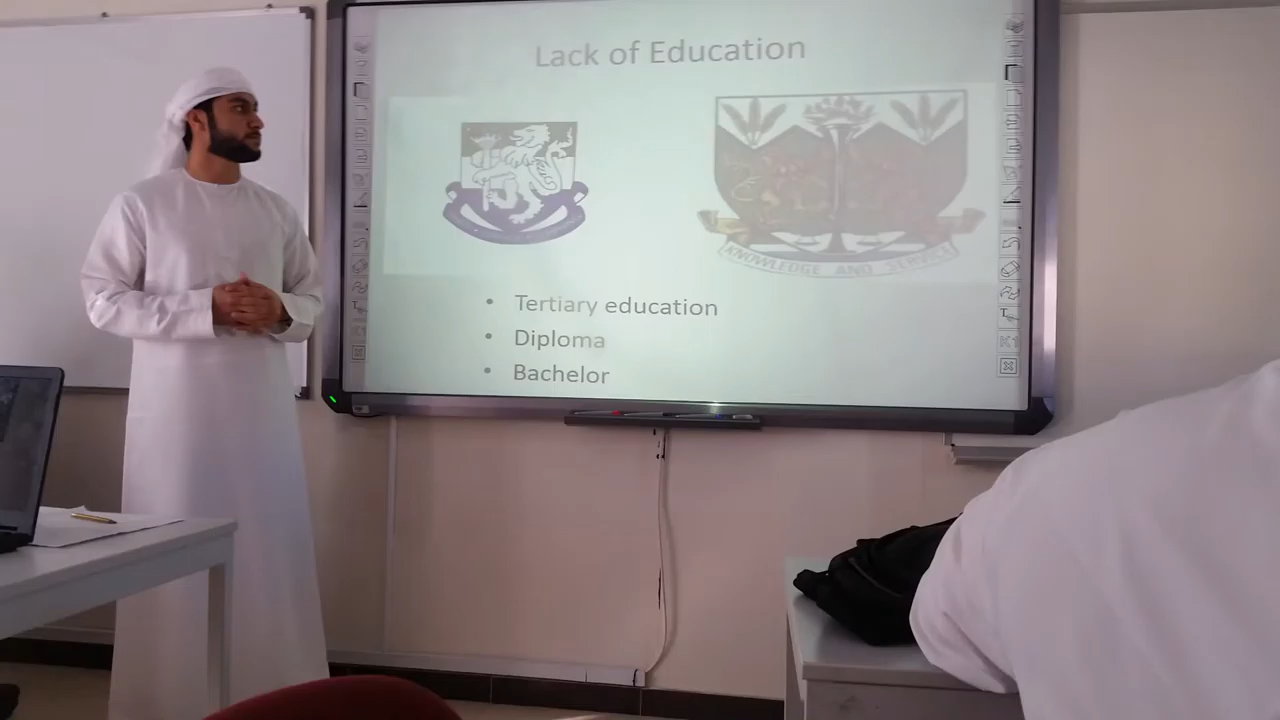 Lack of Education
KNOWLEDGE AND SERVICE
• Tertiary education
• Diploma
• Bachelor